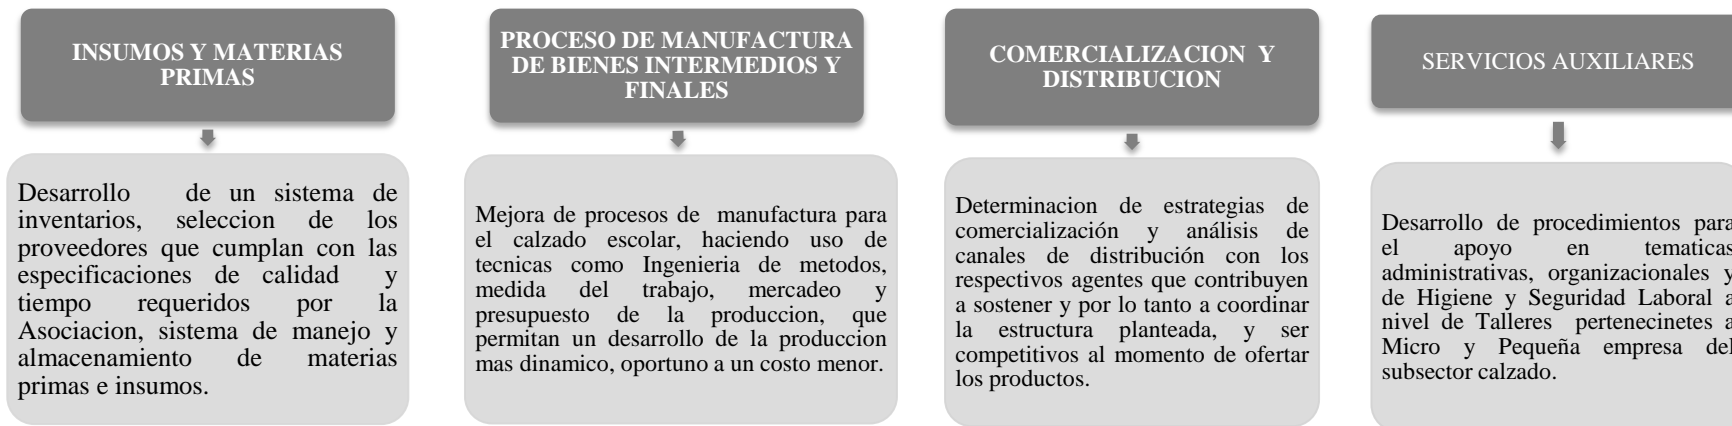 INSUMOS Y MATERIAS
PRIMAS
Desarrollo de un sistema de
inventarios, seleccion de los
proveedores que cumplan con las
especificaciones de calidad y
tiempo requeridos por la
Asociacion, sistema de manejo y
almacenamiento de materias
primas e insumos.
PROCESO DE MANUFACTURA
DE BIENES INTERMEDIOS Y
FINALES
Mejora de procesos de manufactura para
el calzado escolar, haciendo uso de
tecnicas como Ingenieria de metodos,
medida del trabajo, mercadeo y
presupuesto de la produccion, que
permitan un desarrollo de la produccion
mas dinamico, oportuno a un costo menor.
COMERCIALIZACION Y
DISTRIBUCION
Determinacion de estrategias de
comercialización y análisis de
canales de distribución con los
respectivos agentes que contribuyen
a sostener y por lo tanto a coordinar
la estructura planteada, y ser
competitivos al momento de ofertar
los productos.
SERVICIOS AUXILIARES
Desarrollo de procedimientos para
el apoyo en tematicas
administrativas, organizacionales y
de Higiene y Seguridad Laboral a
nivel de Talleres pertenecinetes a
Micro y Pequeña empresa del
subsector calzado.